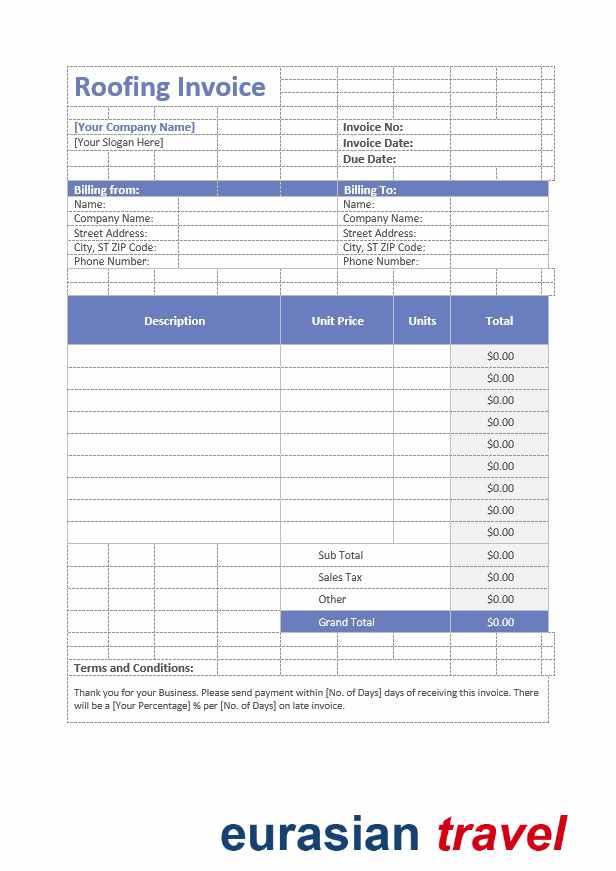 Roofing Invoice
[Your Company Name] Invoice No:
[Your Slogan Here] Invoice Date:
Due Date:
Billing from: Billing To:
Name: Name:
Company Name: Company Name:
Street Address: Street Address:
City, ST ZIP Code: City, ST ZIP Code:
Phone Number: Phone Number:
Description Unit Price Units Total
$0.00
$0.00
$0.00
$0.00
$0.00
$0.00
$0.00
$0.00
$0.00
Sub Total $0.00
Sales Tax $0.00
Other $0.00
Grand Total $0.00
Terms and Conditions:
Thank you for your Business. Please send payment within [No. of Days] days of receiving this invoice. There
will be a [Your Percentage] % per [No. of Days] on late invoice.
eurasian travel